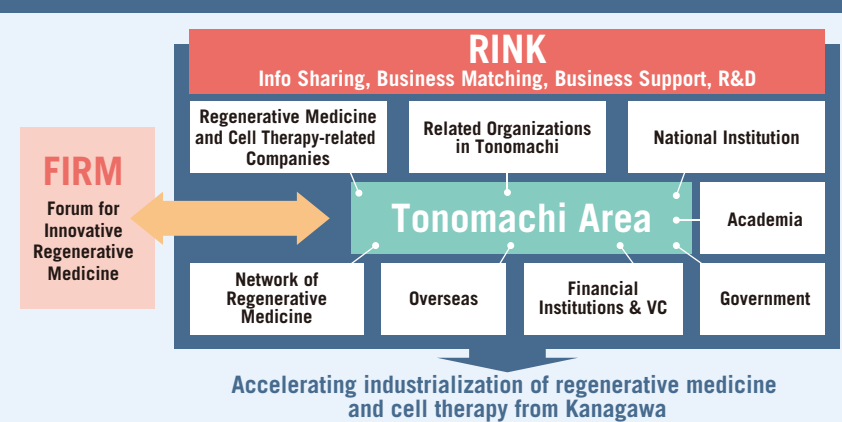 RINK
Info Sharing, Business Matching, Business Support, R&D
Regenerative Medicine
and Cell Therapy-related
Companies
Related Organizations
in Tonomachi
National Institution
FIRM
Forum for
Innovative
Regenerative
Medicine
Tonomachi Area
Academia
Network of
Regenerative
Medicine
Overseas
Financial
Institutions & VC
Government
Accelerating industrialization of regenerative medicine
and cell therapy from Kanagawa